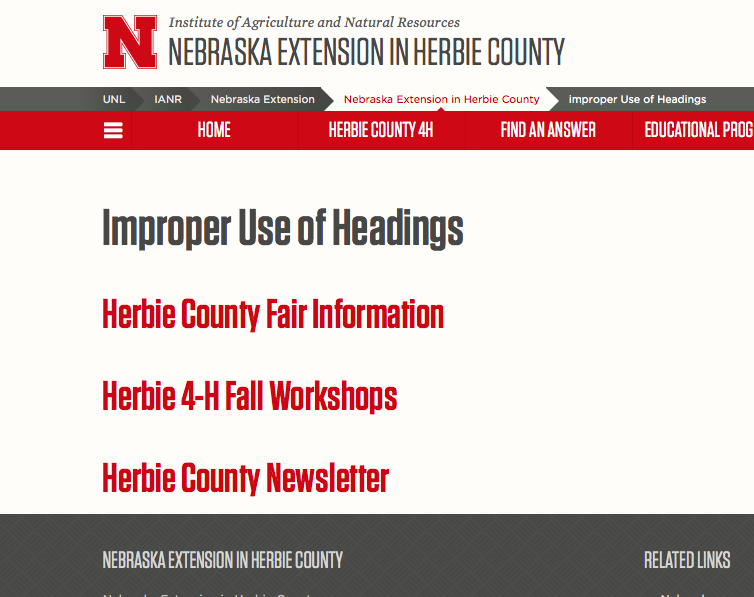 N
Institute of Agriculture and Natural Resources
NEBRASKA EXTENSION IN HERBIE COUNTY
UNL IANR Nebraska Extension Nebraska Extension in Herbie County Improper Use of Headings
HOME HERBIE COUNTY 4H FIND AN ANSWER EDUCATIONAL PROG
Improper Use of Headings
Herbie County Fair Information
Herbie 4-H Fall Workshops
Herbie County Newsletter
NEBRASKA EXTENSION IN HERBIE COUNTY RELATED LINKS